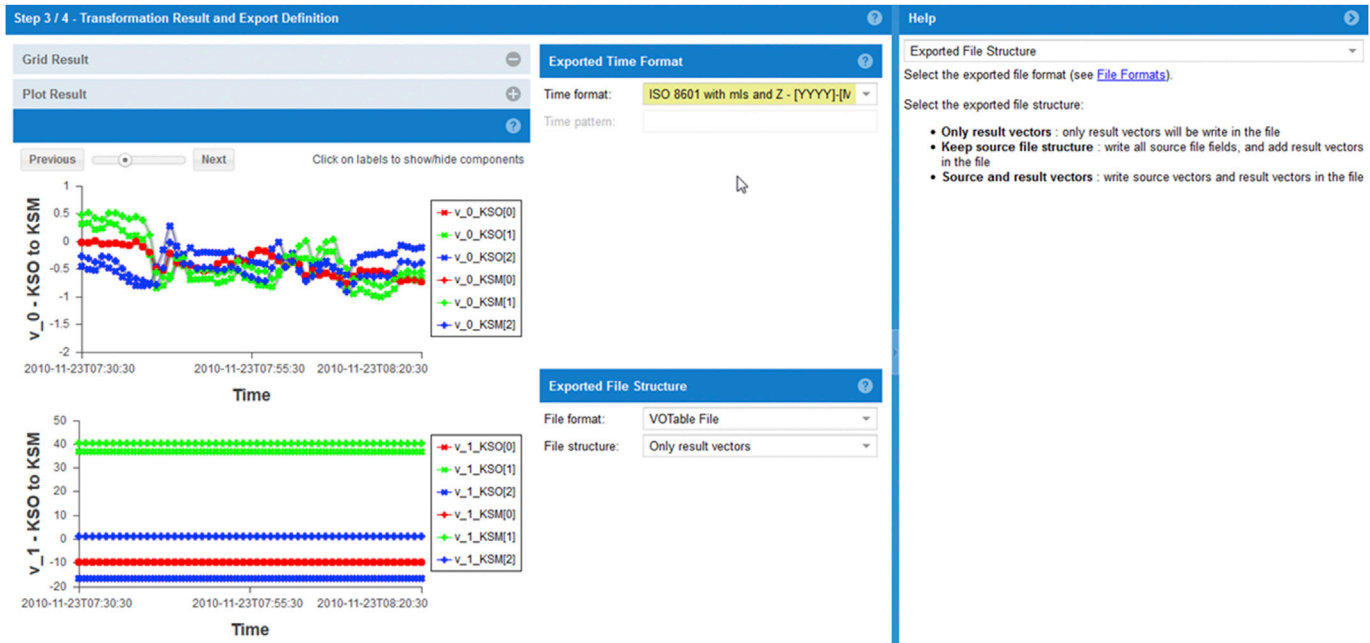 Step 3 / 4 - Transformation Result and Export Definition
Grid Result
Plot Result
Previous
Next
Click on labels to show/hide components
v_0 - KSO to KSM
1
0.5
0
-0.5
-1
-1.5
-2
2010-11-23T07:30:30
2010-11-23T07:55:30
2010-11-23T08:20:30
Time
v_0_KSO[0]
v_0_KSO[1]
v_0_KSO[2]
v_0_KSM[0]
v_0_KSM[1]
v_0_KSM[2]
v_1 - KSO to KSM
50
40
30
20
10
0
-10
-20
2010-11-23T07:30:30
2010-11-23T07:55:30
2010-11-23T08:20:30
Time
v_1_KSO[0]
v_1_KSO[1]
v_1_KSO[2]
v_1_KSM[0]
v_1_KSM[1]
v_1_KSM[2]
Exported Time Format
Time format:
ISO 8601 with mls and Z - [YYYY]-[M
Time pattern:
Exported File Structure
File format:
VOTable File
File structure:
Only result vectors
Help
Exported File Structure
Select the exported file format (see File Formats).
Select the exported file structure:
• Only result vectors : only result vectors will be write in the file
• Keep source file structure : write all source file fields, and add result vectors
in the file
• Source and result vectors : write source vectors and result vectors in the file